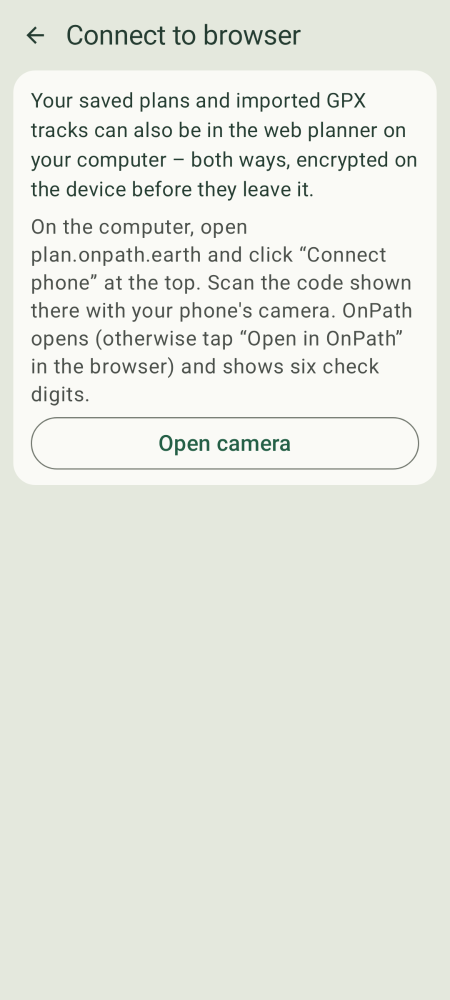 Connect to browser
Your saved plans and imported GPX
tracks can also be in the web planner on
your computer – both ways, encrypted on
the device before they leave it.
On the computer, open
plan.onpath.earth and click “Connect
phone” at the top. Scan the code shown
there with your phone's camera. OnPath
opens (otherwise tap “Open in OnPath”
in the browser) and shows six check
digits.
Open camera